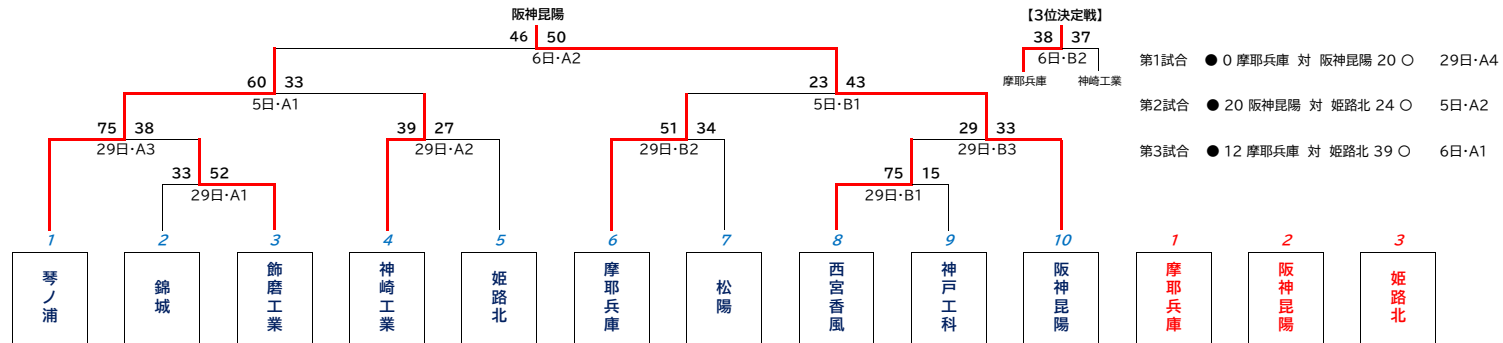 阪神昆陽
【3位決定戦】
46 50
38 37
6日・A2
6日・B2
第1試合 ● 0 摩耶兵庫 対 阪神昆陽 20 ○ 29日・A4
摩耶兵庫 神崎工業
60 33
23 43
5日・A1
5日・B1
第2試合 ● 20 阪神昆陽 対 姫路北 24 ○ 5日・A2
75 38
39 27
51 34
29 33
29日・A3
29日・A2
29日・B2
29日・B3
第3試合 ● 12 摩耶兵庫 対 姫路北 39 ○ 6日・A1
33 52
75 15
29日・A1
29日・B1
1 2 3 4 5 6 7 8 9 10 1 2 3
琴ノ浦
錦城
飾磨工業
神崎工業
姫路北
摩耶兵庫
松陽
西宮香風
神戸工科
阪神昆陽
摩耶兵庫
阪神昆陽
姫路北